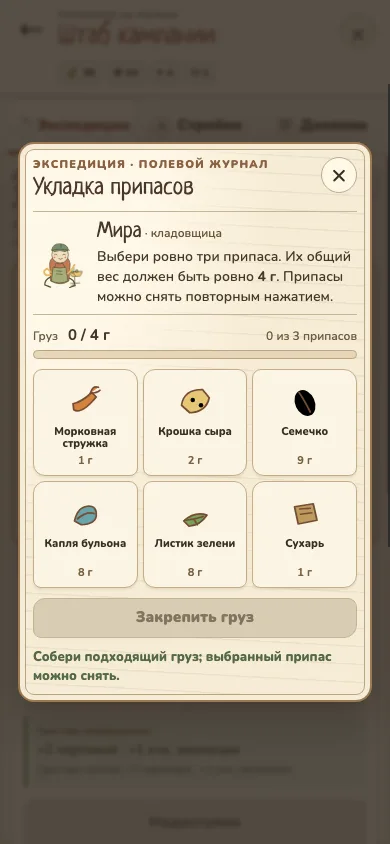 Штаб кампании
ЭКСПЕДИЦИЯ · ПОЛЕВОЙ ЖУРНАЛ
Укладка припасов
Мира · кладовщица
Выбери ровно три припаса. Их общий
вес должен быть ровно 4 г. Припасы
можно снять повторным нажатием.
Груз 0 / 4 г
0 из 3 припасов
Морковная
стружка
1 г
Крошка сыра
2 г
Семечко
9 г
Капля бульона
8 г
Листик зелени
8 г
Сухарь
1 г
Закрепить груз
Собери подходящий груз; выбранный припас
можно снять.